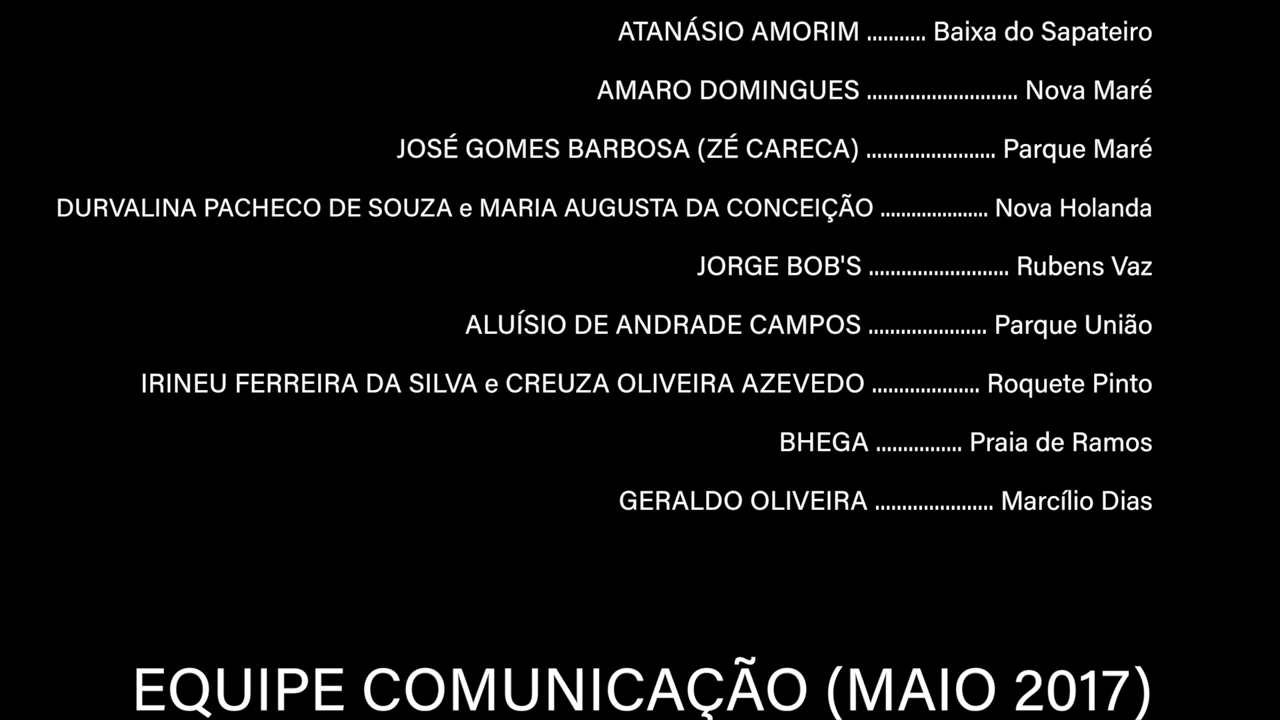 ATANÁSIO AMORIM ........... Baixa do Sapateiro
AMARO DOMINGUES ............................ Nova Maré
JOSÉ GOMES BARBOSA (ZÉ CARECA) ........................ Parque Maré
DURVALINA PACHECO DE SOUZA e MARIA AUGUSTA DA CONCEIÇÃO .................... Nova Holanda
JORGE BOB'S .......................... Rubens Vaz
ALUÍSIO DE ANDRADE CAMPOS ...................... Parque União
IRINEU FERREIRA DA SILVA e CREUZA OLIVEIRA AZEVEDO .................... Roquete Pinto
BHEGA ................ Praia de Ramos
GERALDO OLIVEIRA ...................... Marcílio Dias
EQUIPE COMUNICAÇÃO (MAIO 2017)